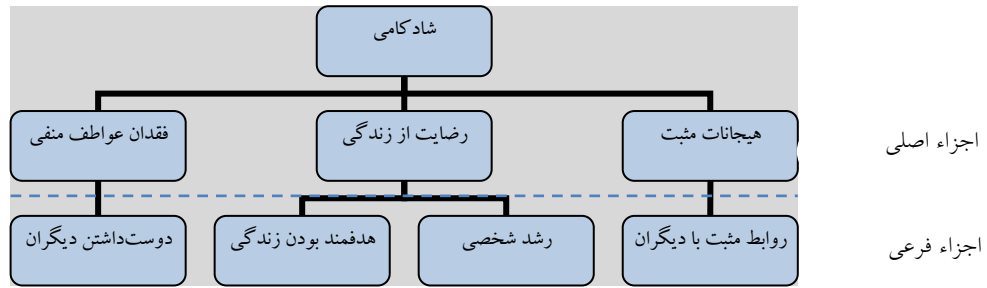 شادکامی
هیجانات مثبت
رضایت از زندگی
فقدان عواطف منفی
اجزاء اصلی
روابط مثبت با دیگران
رشد شخصی
هدفمند بودن زندگی
دوست‌داشتن دیگران
اجزاء فرعی